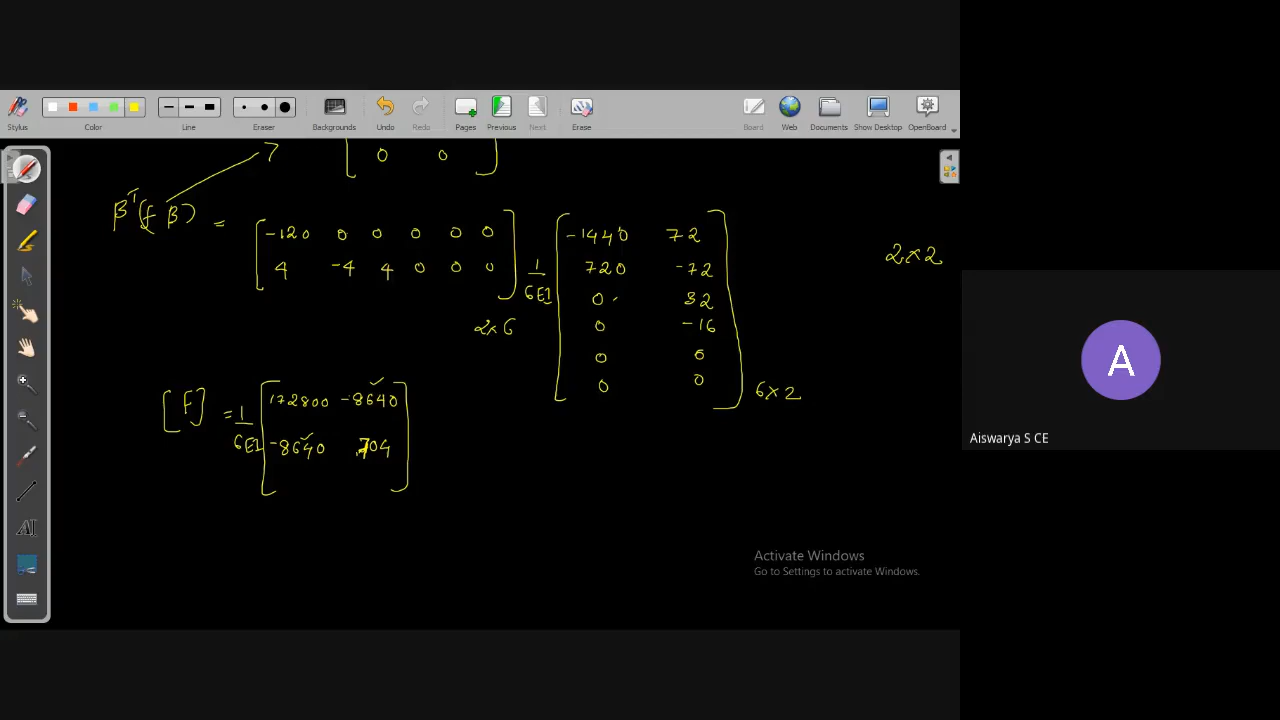 Stylus Color Line Eraser Backgrounds Undo Redo Pages Previous Next Erase Board Web Documents Show Desktop OpenBoard
0 0
βᵀ(f β) =
-120 0 0 0 0 0
4 -4 4 0 0 0
2×6
1
6EI
-1440 72
720 -72
0 32
0 -16
0 0
0 0
6×2
2×2
[F] = 1
6EI
172800 -8640
-8640 704
A
Aiswarya S CE
Activate Windows
Go to Settings to activate Windows.